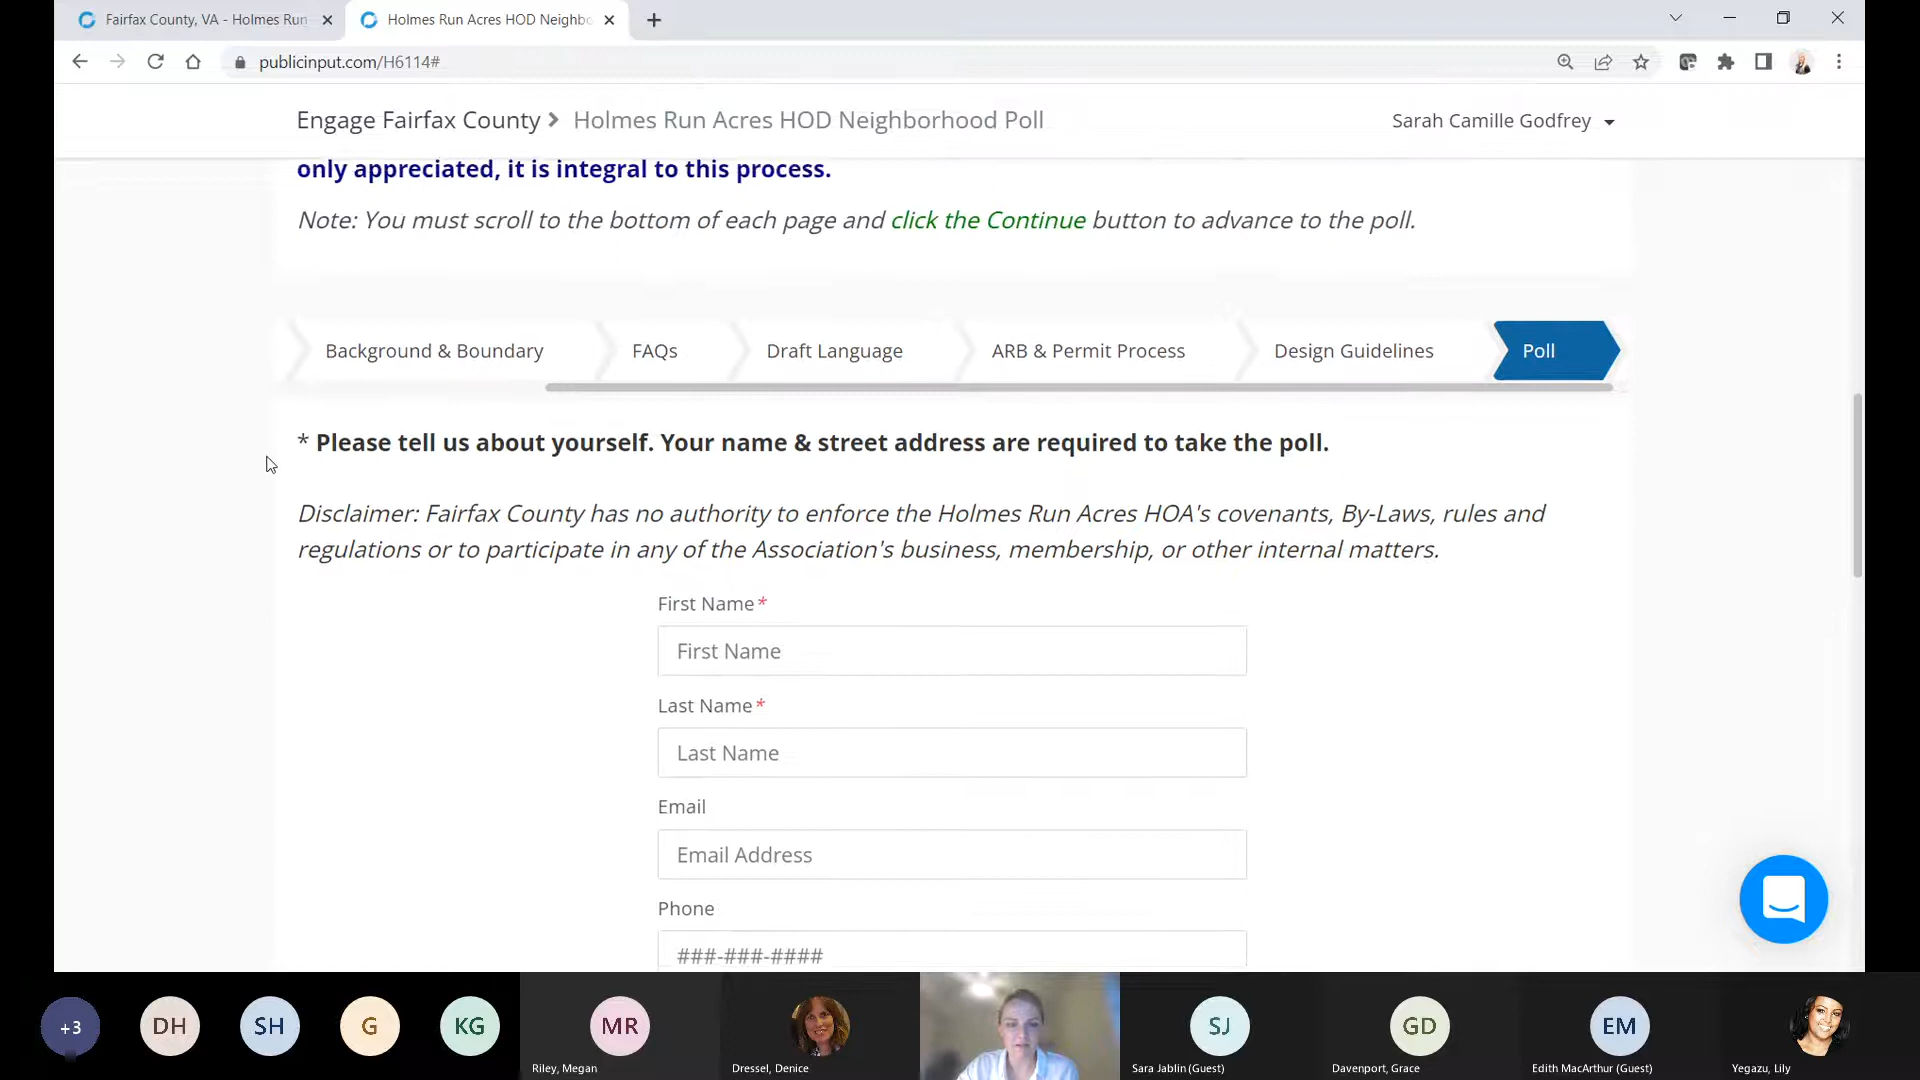 Fairfax County, VA - Holmes Run
Holmes Run Acres HOD Neighbo
publicinput.com/H6114#
Engage Fairfax County
Holmes Run Acres HOD Neighborhood Poll
Sarah Camille Godfrey
only appreciated, it is integral to this process.
Note: You must scroll to the bottom of each page and click the Continue button to advance to the poll.
Background & Boundary
FAQs
Draft Language
ARB & Permit Process
Design Guidelines
Poll
* Please tell us about yourself. Your name & street address are required to take the poll.
Disclaimer: Fairfax County has no authority to enforce the Holmes Run Acres HOA's covenants, By-Laws, rules and
regulations or to participate in any of the Association's business, membership, or other internal matters.
First Name*
First Name
Last Name*
Last Name
Email
Email Address
Phone
###-###-####
+3
DH
SH
G
KG
MR
SJ
GD
EM
Riley, Megan
Dressel, Denice
Sara Jablin (Guest)
Davenport, Grace
Edith MacArthur (Guest)
Yegazu, Lily